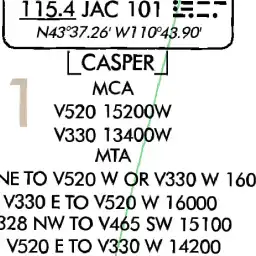 115.4 JAC 101
N43°37.26' W110°43.90'
CASPER
1
MCA
V520 15200W
V330 13400W
MTA
NE TO V520 W OR V330 W 160
V330 E TO V520 W 16000
328 NW TO V465 SW 15100
V520 E TO V330 W 14200